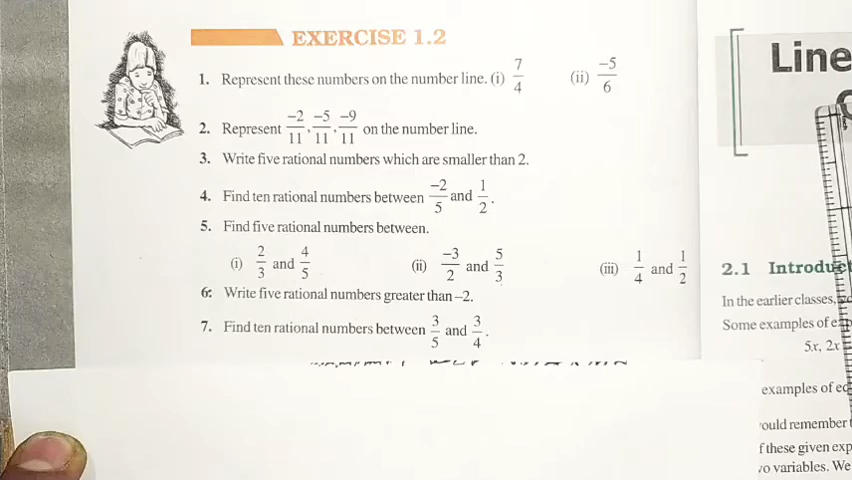 EXERCISE 1.2
1. Represent these numbers on the number line. (i) 7/4 (ii) −5/6
2. Represent −2/11, −5/11, −9/11 on the number line.
3. Write five rational numbers which are smaller than 2.
4. Find ten rational numbers between −2/5 and 1/2.
5. Find five rational numbers between.
(i) 2/3 and 4/5 (ii) −3/2 and 5/3 (iii) 1/4 and 1/2
6. Write five rational numbers greater than −2.
7. Find ten rational numbers between 3/5 and 3/4.
Line
2.1 Introduct
In the earlier classes,
Some examples of exp
5x, 2x
examples of eq
ould remember
f these given exp
o variables. We